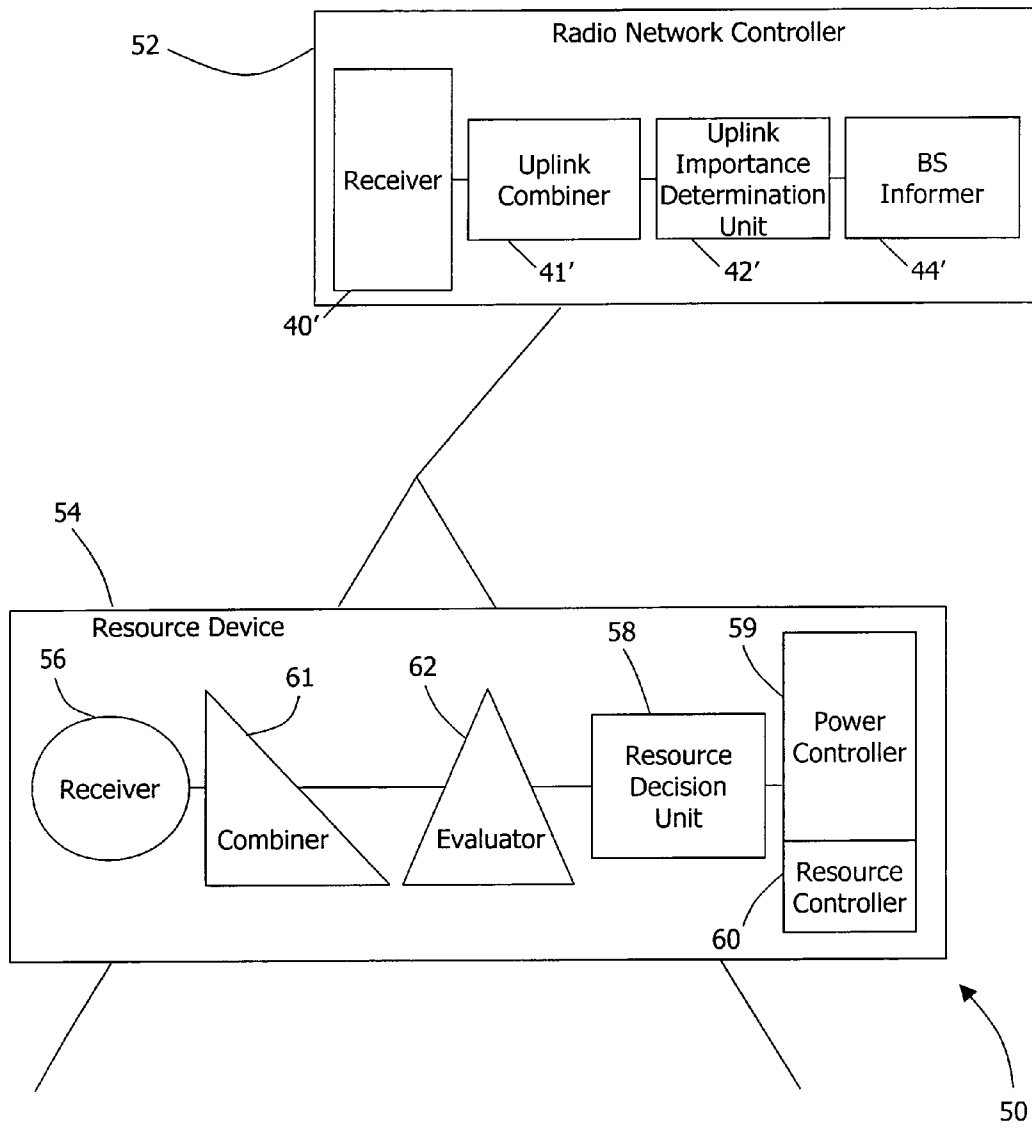 52
Radio Network Controller
Receiver
Uplink
Combiner
Uplink
Importance
Determination
Unit
BS
Informer
40’
41’
42’
44’
54
Resource Device
56
61
62
58
59
Receiver
Combiner
Evaluator
Resource
Decision
Unit
Power
Controller
Resource
Controller
60
50